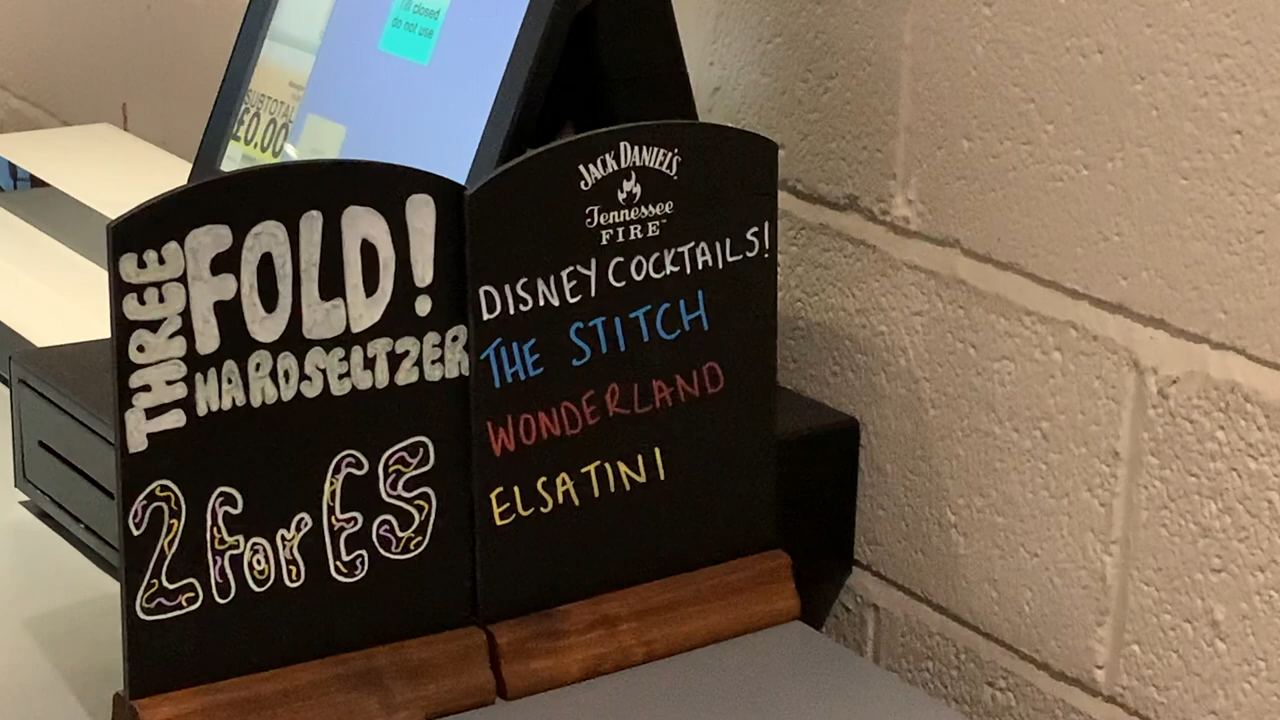 Till closed
do not use
SUBTOTAL
£0.00
THREE
FOLD!
HARDSELTZER
2 For £5
JACK DANIEL'S
Tennessee
FIRE
DISNEY COCKTAILS!
THE STITCH
WONDERLAND
ELSATINI